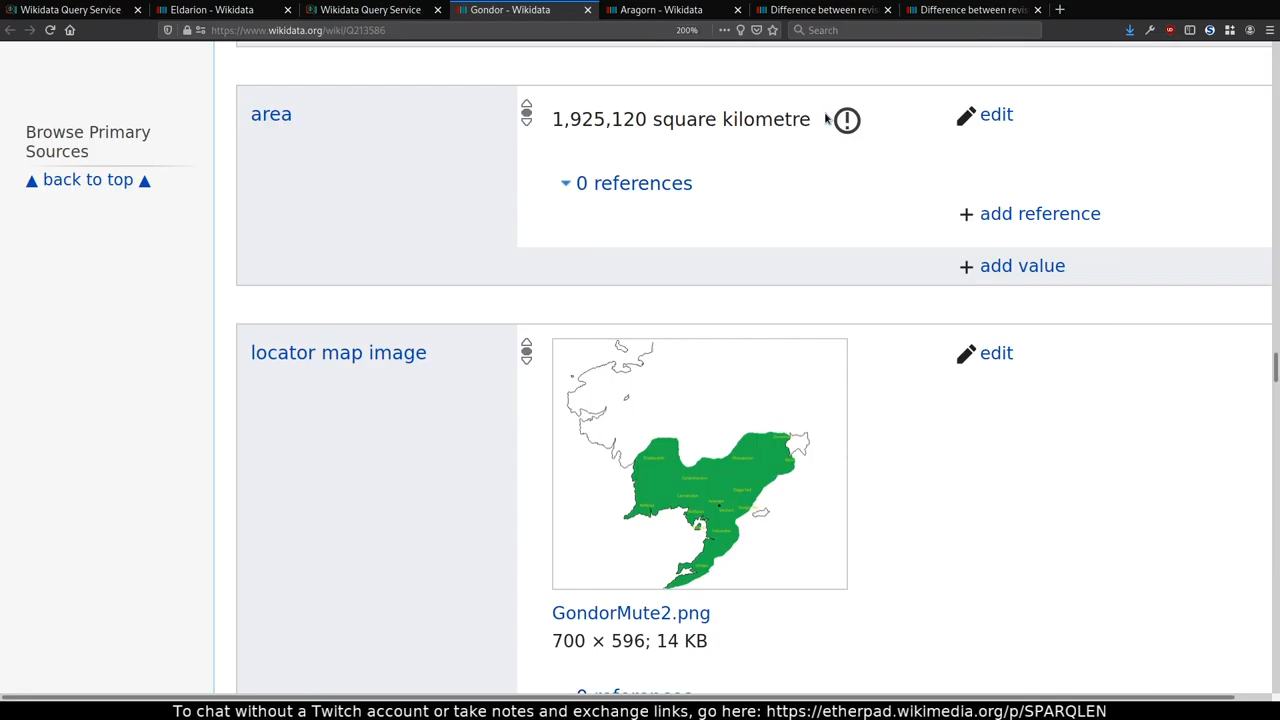 Wikidata Query Service
Eldarion - Wikidata
Wikidata Query Service
Gondor - Wikidata
Aragorn - Wikidata
Difference between revis
Difference between revis
https://www.wikidata.org/wiki/Q213586
200%
Search
Browse Primary
Sources
▲ back to top ▲
area
1,925,120 square kilometre
edit
0 references
+ add reference
+ add value
locator map image
edit
GondorMute2.png
700 × 596; 14 KB
0 references
To chat without a Twitch account or take notes and exchange links, go here: https://etherpad.wikimedia.org/p/SPARQLEN